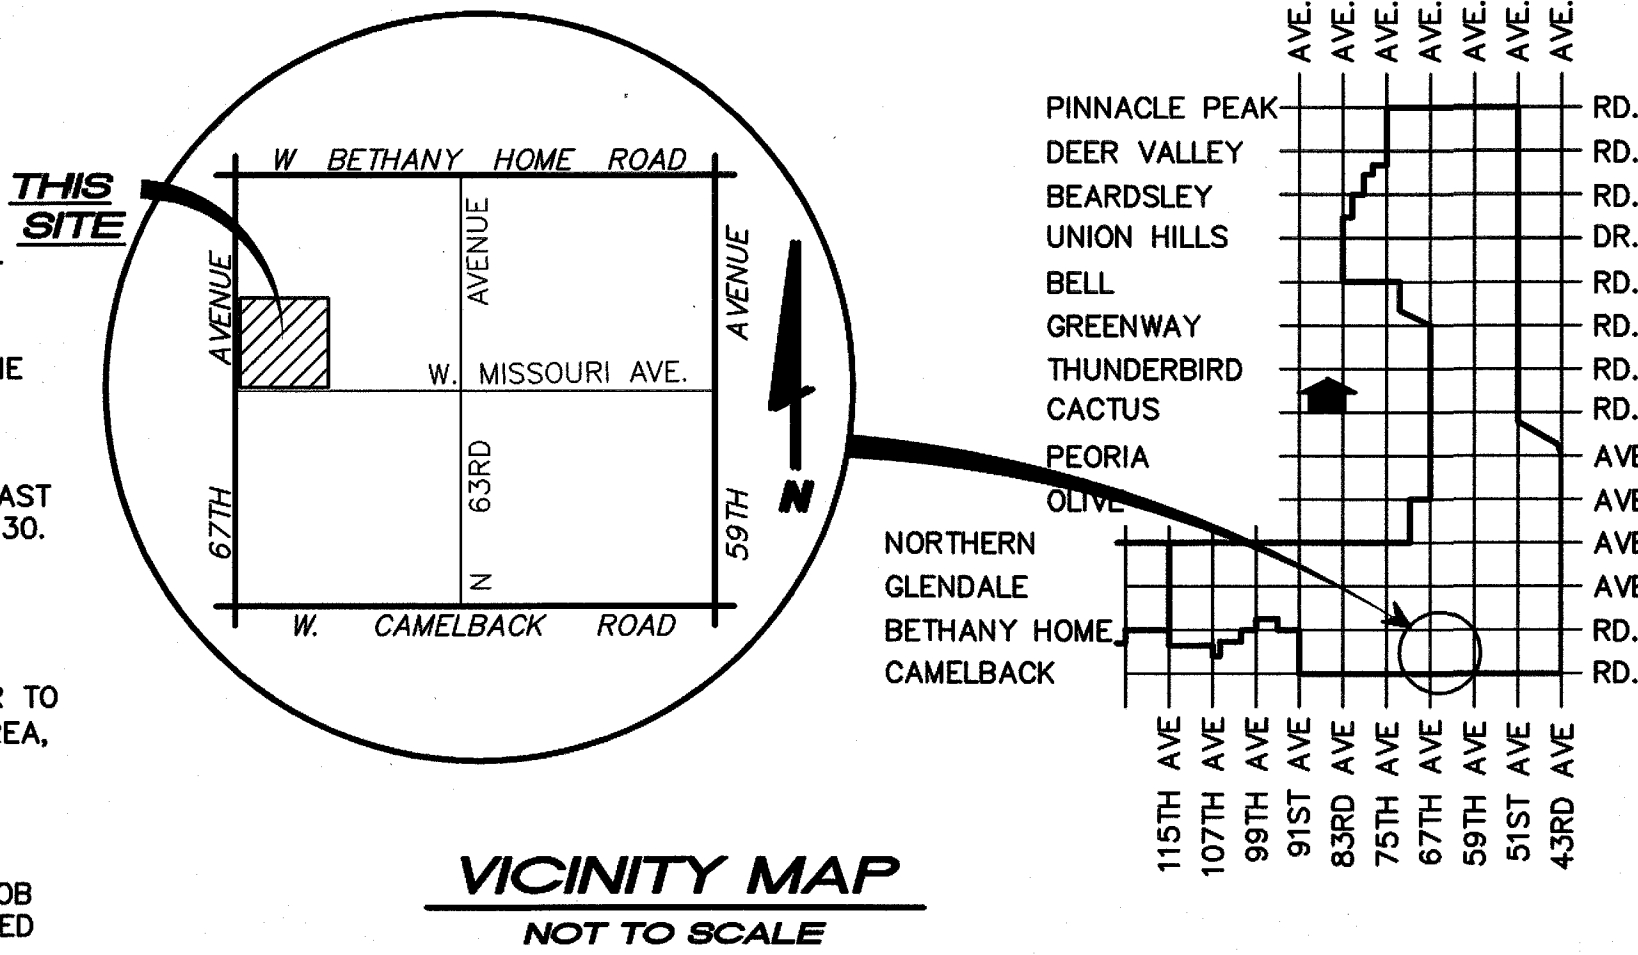 THIS
SITE
IE
AST
30.
R TO
REA,
OB
ED
W BETHANY HOME ROAD
AVENUE
67TH
AVENUE
63RD
N
AVENUE
59TH
W. MISSOURI AVE.
W. CAMELBACK ROAD
N
VICINITY MAP
NOT TO SCALE
AVE.
AVE.
AVE.
AVE.
AVE.
AVE.
AVE.
PINNACLE PEAK RD.
DEER VALLEY RD.
BEARDSLEY RD.
UNION HILLS DR.
BELL RD.
GREENWAY RD.
THUNDERBIRD RD.
CACTUS RD.
PEORIA AVE
OLIVE AVE
NORTHERN AVE
GLENDALE AVE
BETHANY HOME RD.
CAMELBACK RD.
115TH AVE
107TH AVE
99TH AVE
91ST AVE
83RD AVE
75TH AVE
67TH AVE
59TH AVE
51ST AVE
43RD AVE